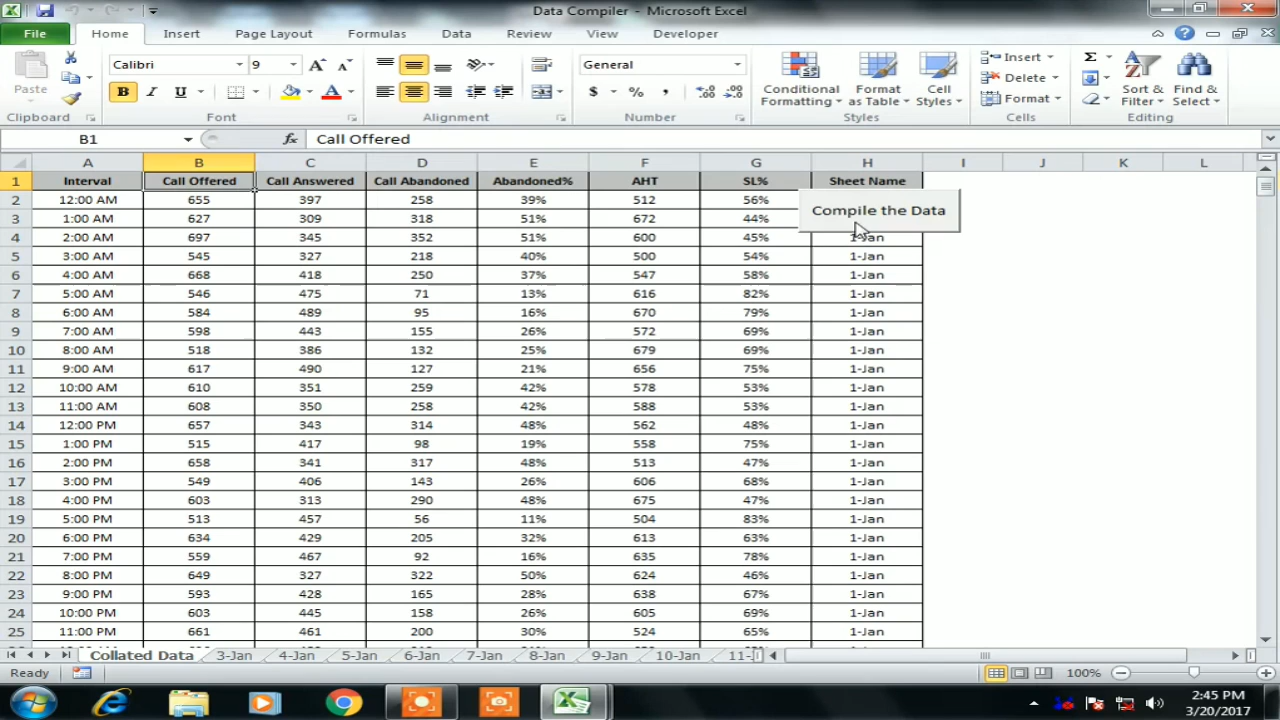 Data Compiler - Microsoft Excel
File Home Insert Page Layout Formulas Data Review View Developer
Paste
Calibri 9
B I U
General
$ % ,
Conditional Formatting
Format as Table
Cell Styles
Insert
Delete
Format
Sort & Filter
Find & Select
Clipboard Font Alignment Number Styles Cells Editing
B1 fx Call Offered
A B C D E F G H I J K L
1 Interval Call Offered Call Answered Call Abandoned Abandoned% AHT SL% Sheet Name
2 12:00 AM 655 397 258 39% 512 56%
Compile the Data
3 1:00 AM 627 309 318 51% 672 44%
4 2:00 AM 697 345 352 51% 600 45% 1-Jan
5 3:00 AM 545 327 218 40% 500 54% 1-Jan
6 4:00 AM 668 418 250 37% 547 58% 1-Jan
7 5:00 AM 546 475 71 13% 616 82% 1-Jan
8 6:00 AM 584 489 95 16% 670 79% 1-Jan
9 7:00 AM 598 443 155 26% 572 69% 1-Jan
10 8:00 AM 518 386 132 25% 679 69% 1-Jan
11 9:00 AM 617 490 127 21% 656 75% 1-Jan
12 10:00 AM 610 351 259 42% 578 53% 1-Jan
13 11:00 AM 608 350 258 42% 588 53% 1-Jan
14 12:00 PM 657 343 314 48% 562 48% 1-Jan
15 1:00 PM 515 417 98 19% 558 75% 1-Jan
16 2:00 PM 658 341 317 48% 513 47% 1-Jan
17 3:00 PM 549 406 143 26% 606 68% 1-Jan
18 4:00 PM 603 313 290 48% 675 47% 1-Jan
19 5:00 PM 513 457 56 11% 504 83% 1-Jan
20 6:00 PM 634 429 205 32% 613 63% 1-Jan
21 7:00 PM 559 467 92 16% 635 78% 1-Jan
22 8:00 PM 649 327 322 50% 624 46% 1-Jan
23 9:00 PM 593 428 165 28% 638 67% 1-Jan
24 10:00 PM 603 445 158 26% 605 69% 1-Jan
25 11:00 PM 661 461 200 30% 524 65% 1-Jan
Collated Data 3-Jan 4-Jan 5-Jan 6-Jan 7-Jan 8-Jan 9-Jan 10-Jan 11-J
Ready 100%
2:45 PM
3/20/2017